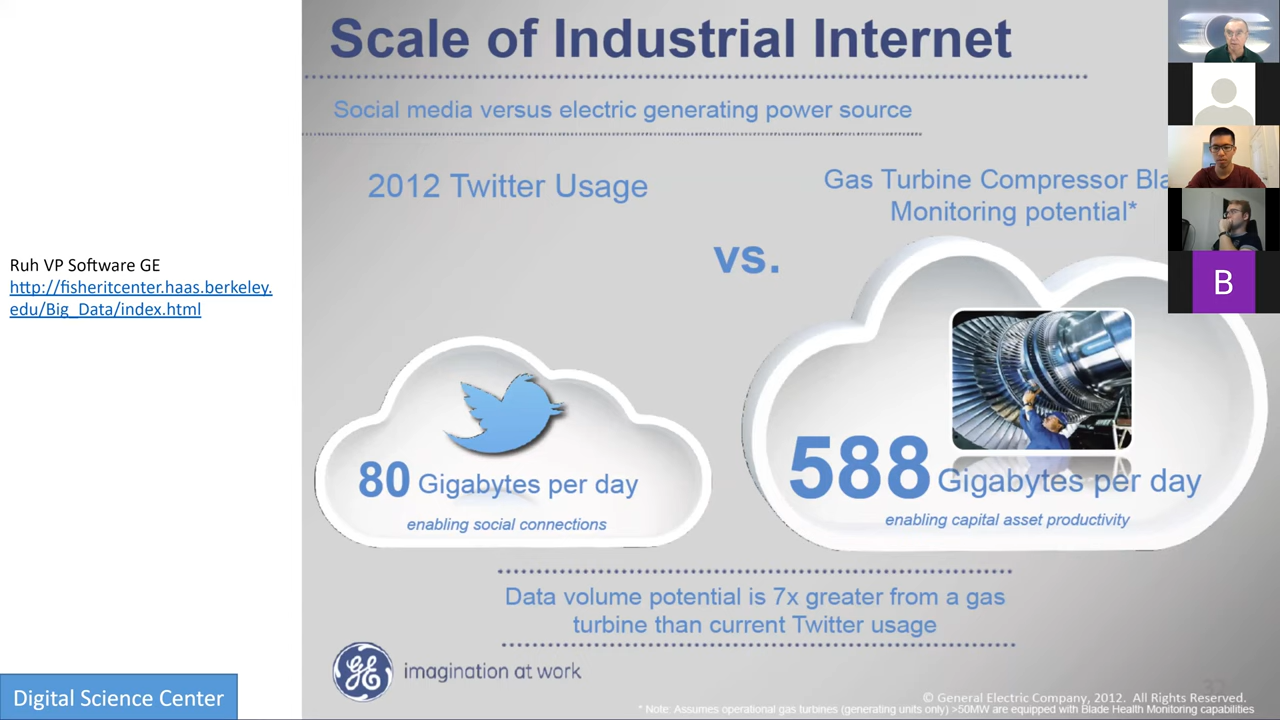 Scale of Industrial Internet
Social media versus electric generating power source
2012 Twitter Usage
Gas Turbine Compressor
Monitoring potential*
vs.
Ruh VP Software GE
http://fisheritcenter.haas.berkeley.
edu/Big_Data/index.html
B
80 Gigabytes per day
enabling social connections
588 Gigabytes per day
enabling capital asset productivity
Data volume potential is 7x greater from a gas
turbine than current Twitter usage
GE imagination at work
Digital Science Center
32
© General Electric Company, 2012. All Rights Reserved.
* Note: Assumes operational gas turbines (generating units only) >50MW are equipped with Blade Health Monitoring capabilities